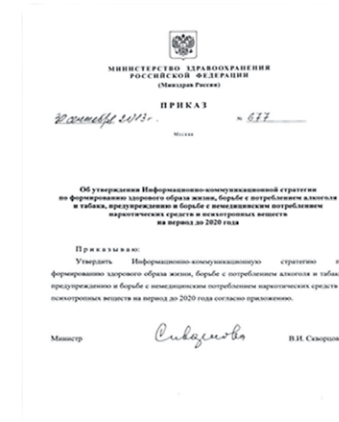 МИНИСТЕРСТВО ЗДРАВООХРАНЕНИЯ
РОССИЙСКОЙ ФЕДЕРАЦИИ
(Минздрав России)
ПРИКАЗ
30 сентября 2013 г. № 677
Москва
Об утверждении Информационно-коммуникационной стратегии
по формированию здорового образа жизни, борьбе с потреблением алкоголя
и табака, предупреждению и борьбе с немедицинским потреблением
наркотических средств и психотропных веществ
на период до 2020 года
Приказываю:
Утвердить Информационно-коммуникационную стратегию п
формированию здорового образа жизни, борьбе с потреблением алкоголя и табак
предупреждению и борьбе с немедицинским потреблением наркотических средств
психотропных веществ на период до 2020 года согласно приложению.
Министр В.И. Скворцов